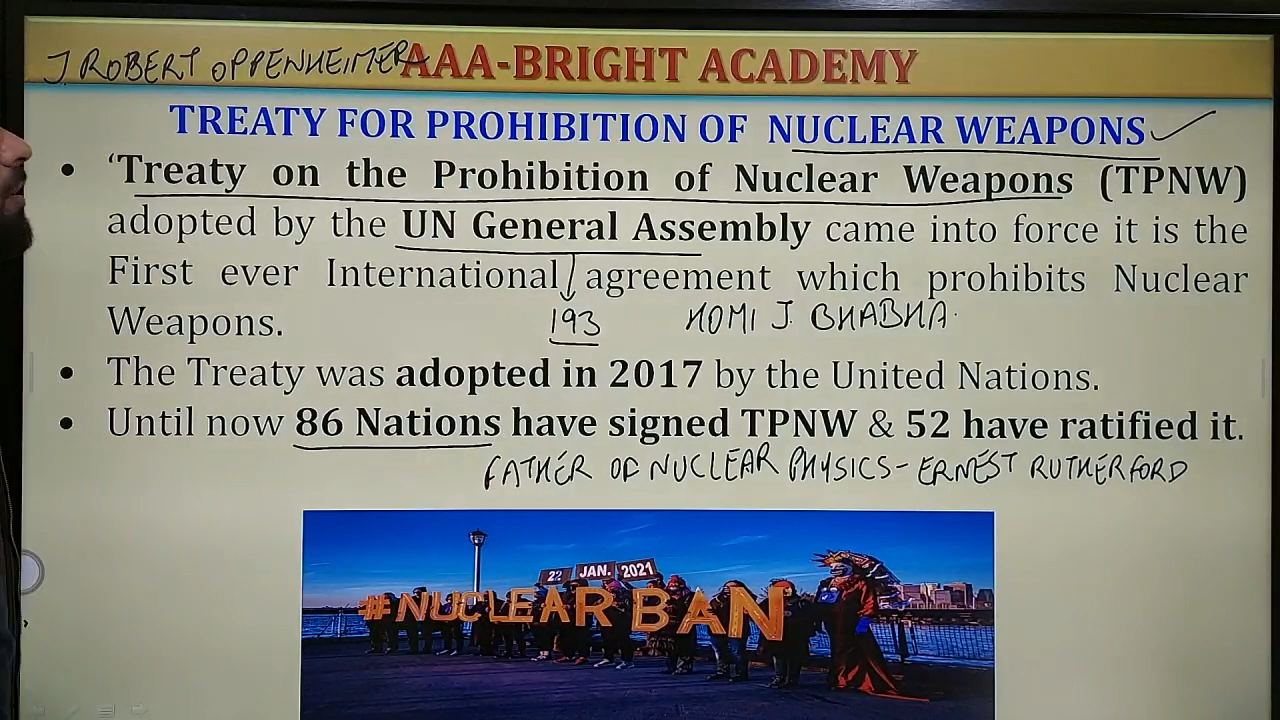 J. ROBERT OPPENHEIMER AAA-BRIGHT ACADEMY
TREATY FOR PROHIBITION OF NUCLEAR WEAPONS
• ‘Treaty on the Prohibition of Nuclear Weapons (TPNW)
adopted by the UN General Assembly came into force it is the
First ever International agreement which prohibits Nuclear
Weapons. 193 HOMI J. BHABHA.
• The Treaty was adopted in 2017 by the United Nations.
• Until now 86 Nations have signed TPNW & 52 have ratified it.
FATHER OF NUCLEAR PHYSICS- ERNEST RUTHERFORD
22 JAN. 2021
#NUCLEAR BAN